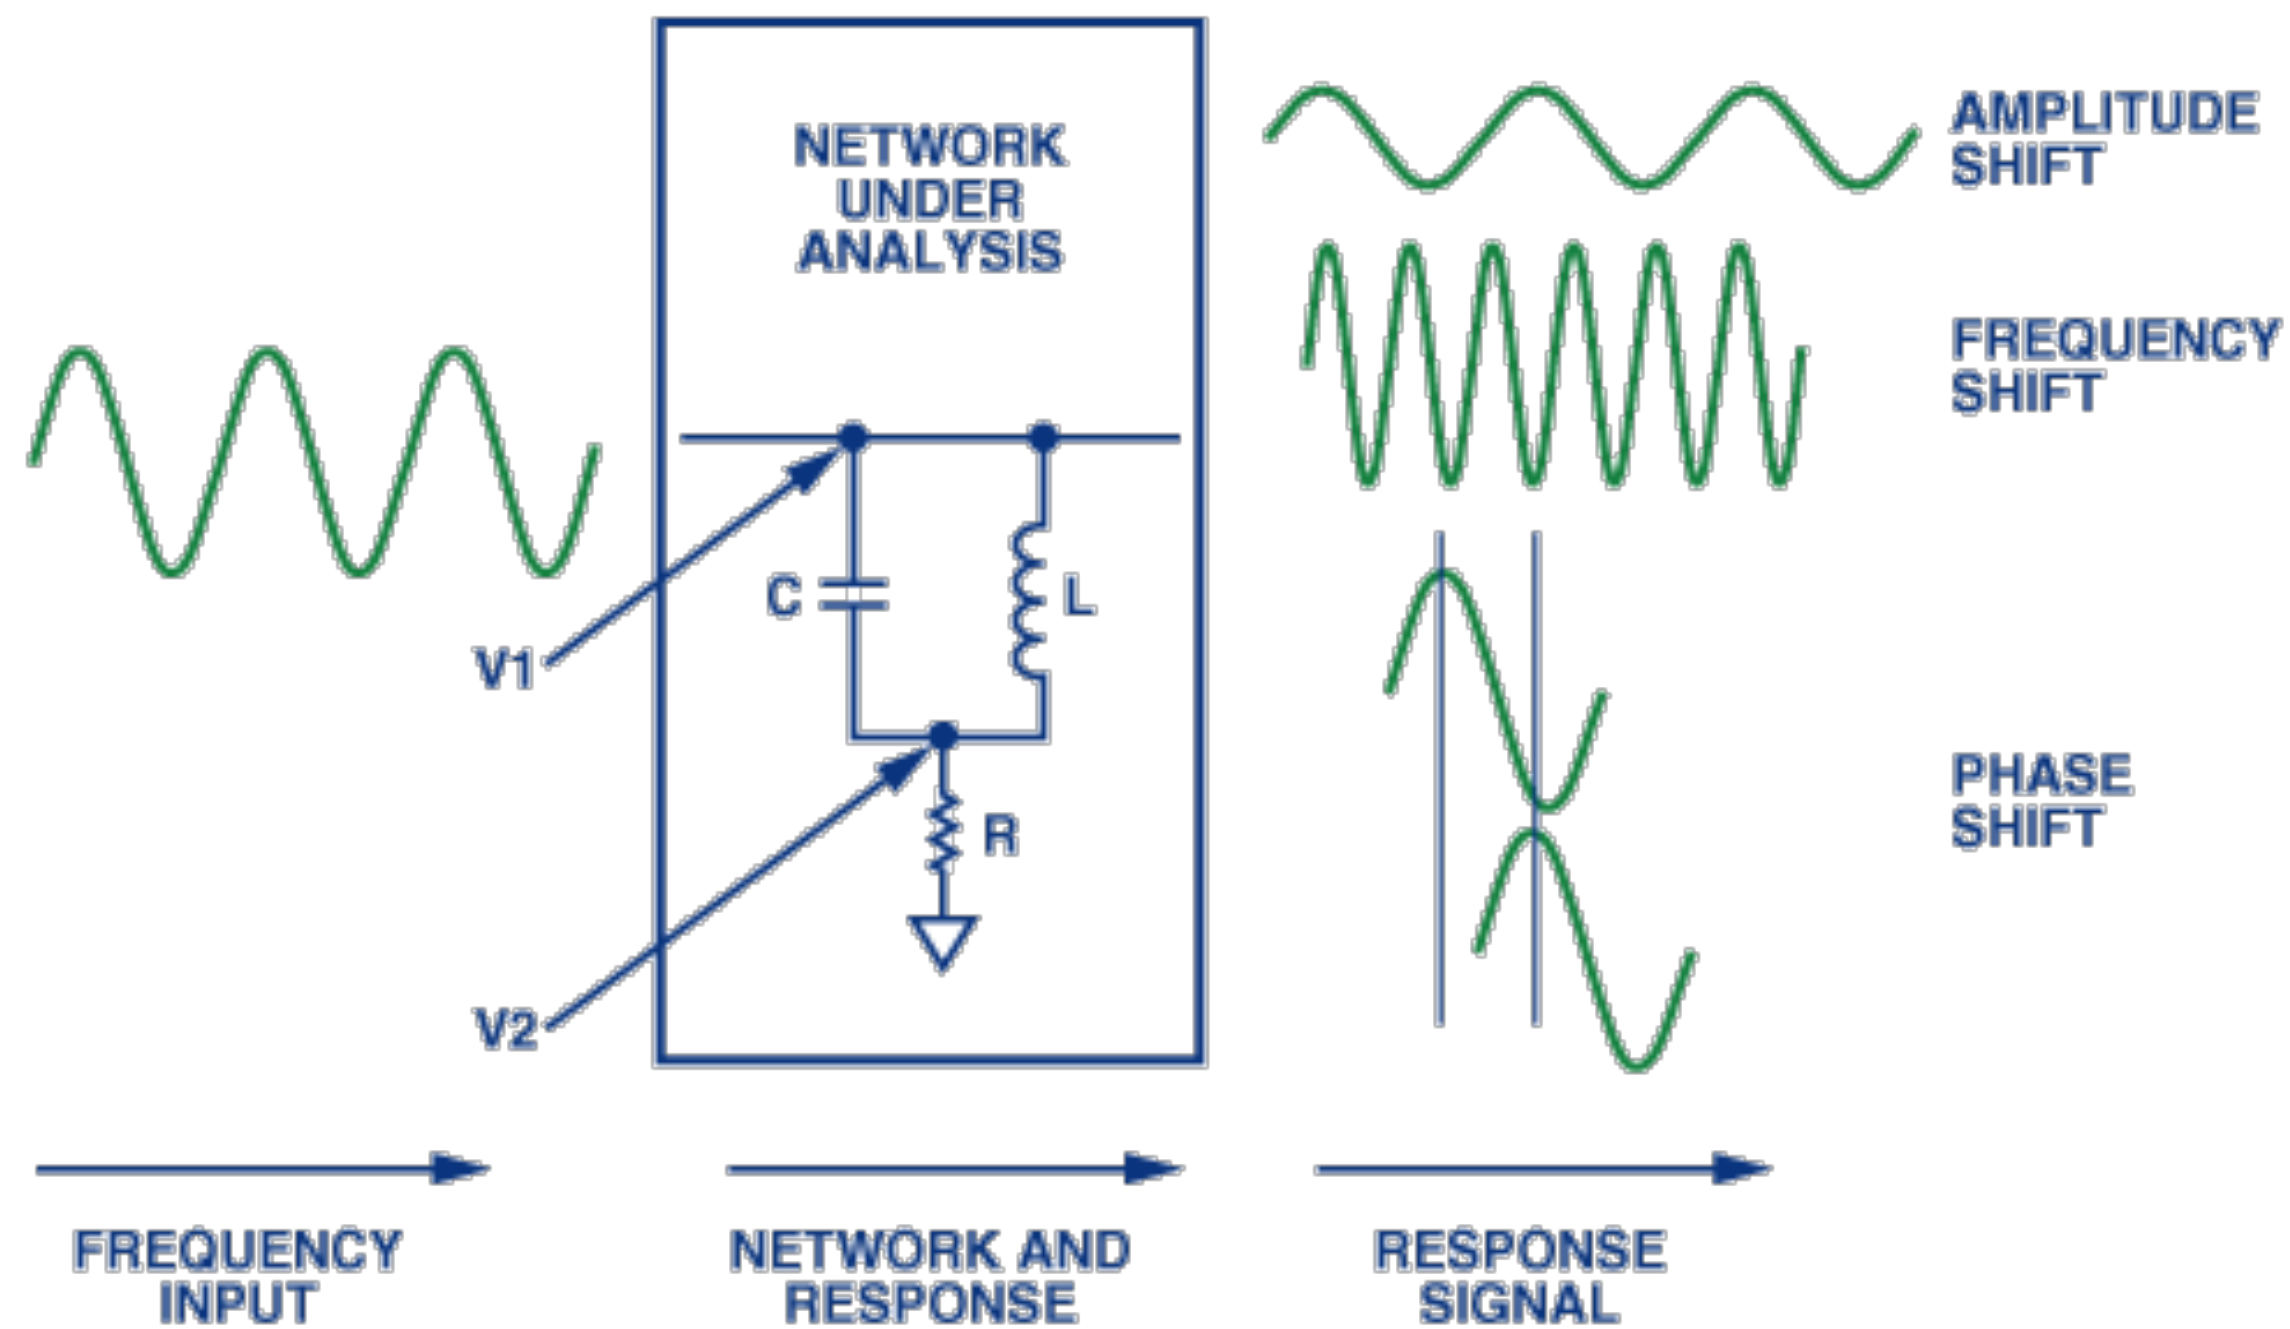 NETWORK
UNDER
ANALYSIS
C
L
V1
R
V2
AMPLITUDE
SHIFT
FREQUENCY
SHIFT
PHASE
SHIFT
FREQUENCY
INPUT
NETWORK AND
RESPONSE
RESPONSE
SIGNAL